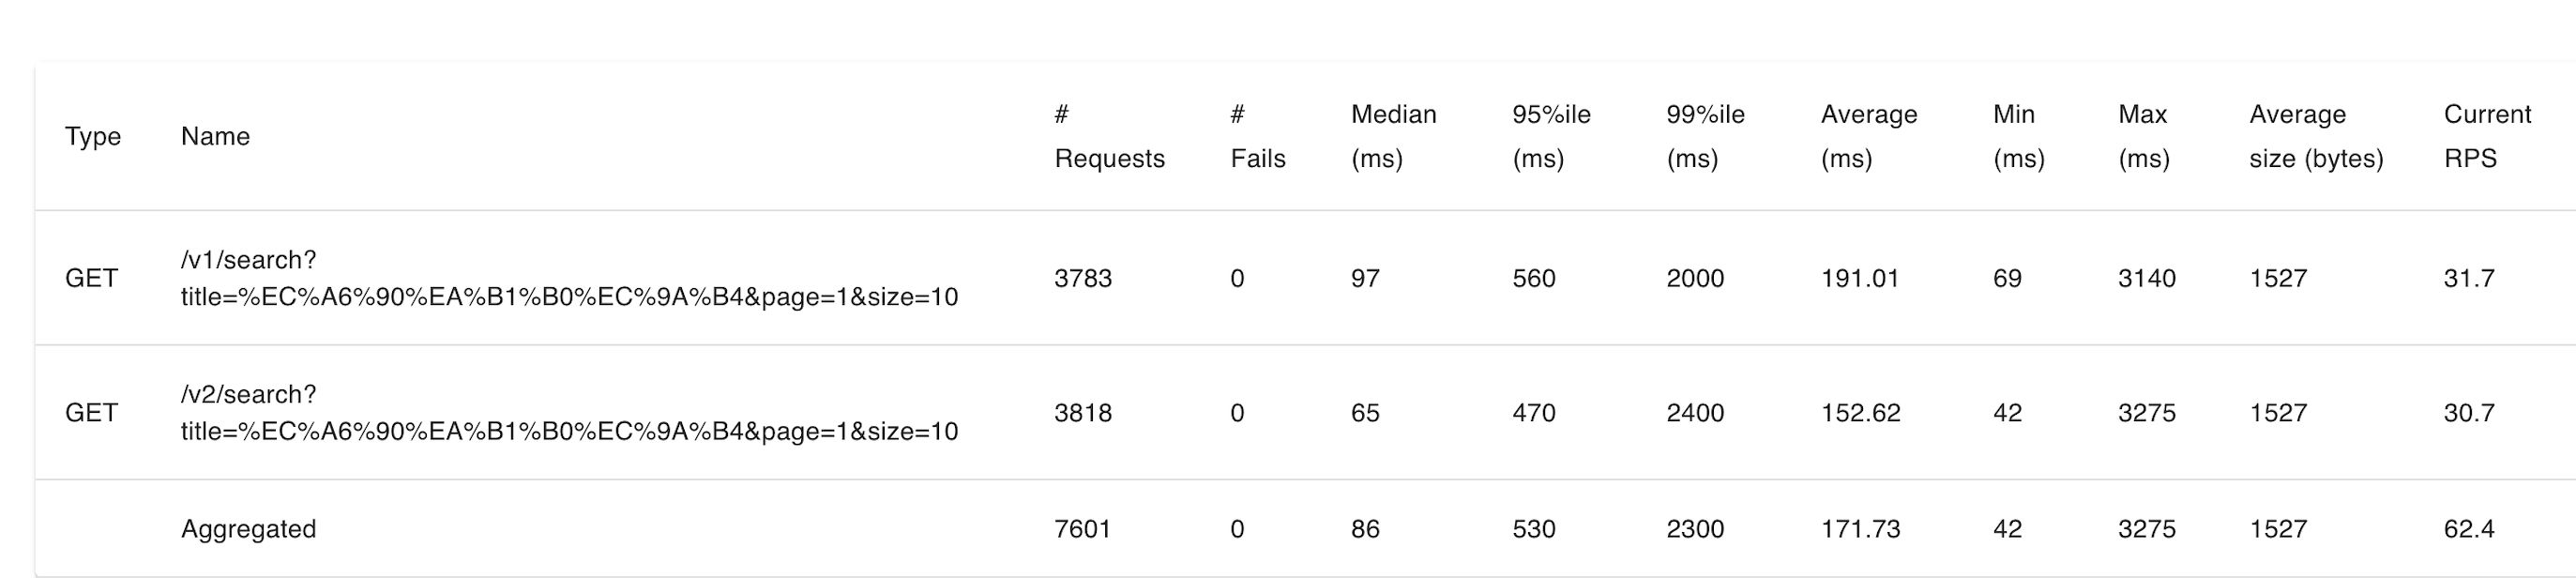 Type Name # Requests # Fails Median (ms) 95%ile (ms) 99%ile (ms) Average (ms) Min (ms) Max (ms) Average size (bytes) Current RPS
GET /v1/search?
title=%EC%A6%90%EA%B1%B0%EC%9A%B4&page=1&size=10 3783 0 97 560 2000 191.01 69 3140 1527 31.7
GET /v2/search?
title=%EC%A6%90%EA%B1%B0%EC%9A%B4&page=1&size=10 3818 0 65 470 2400 152.62 42 3275 1527 30.7
Aggregated 7601 0 86 530 2300 171.73 42 3275 1527 62.4